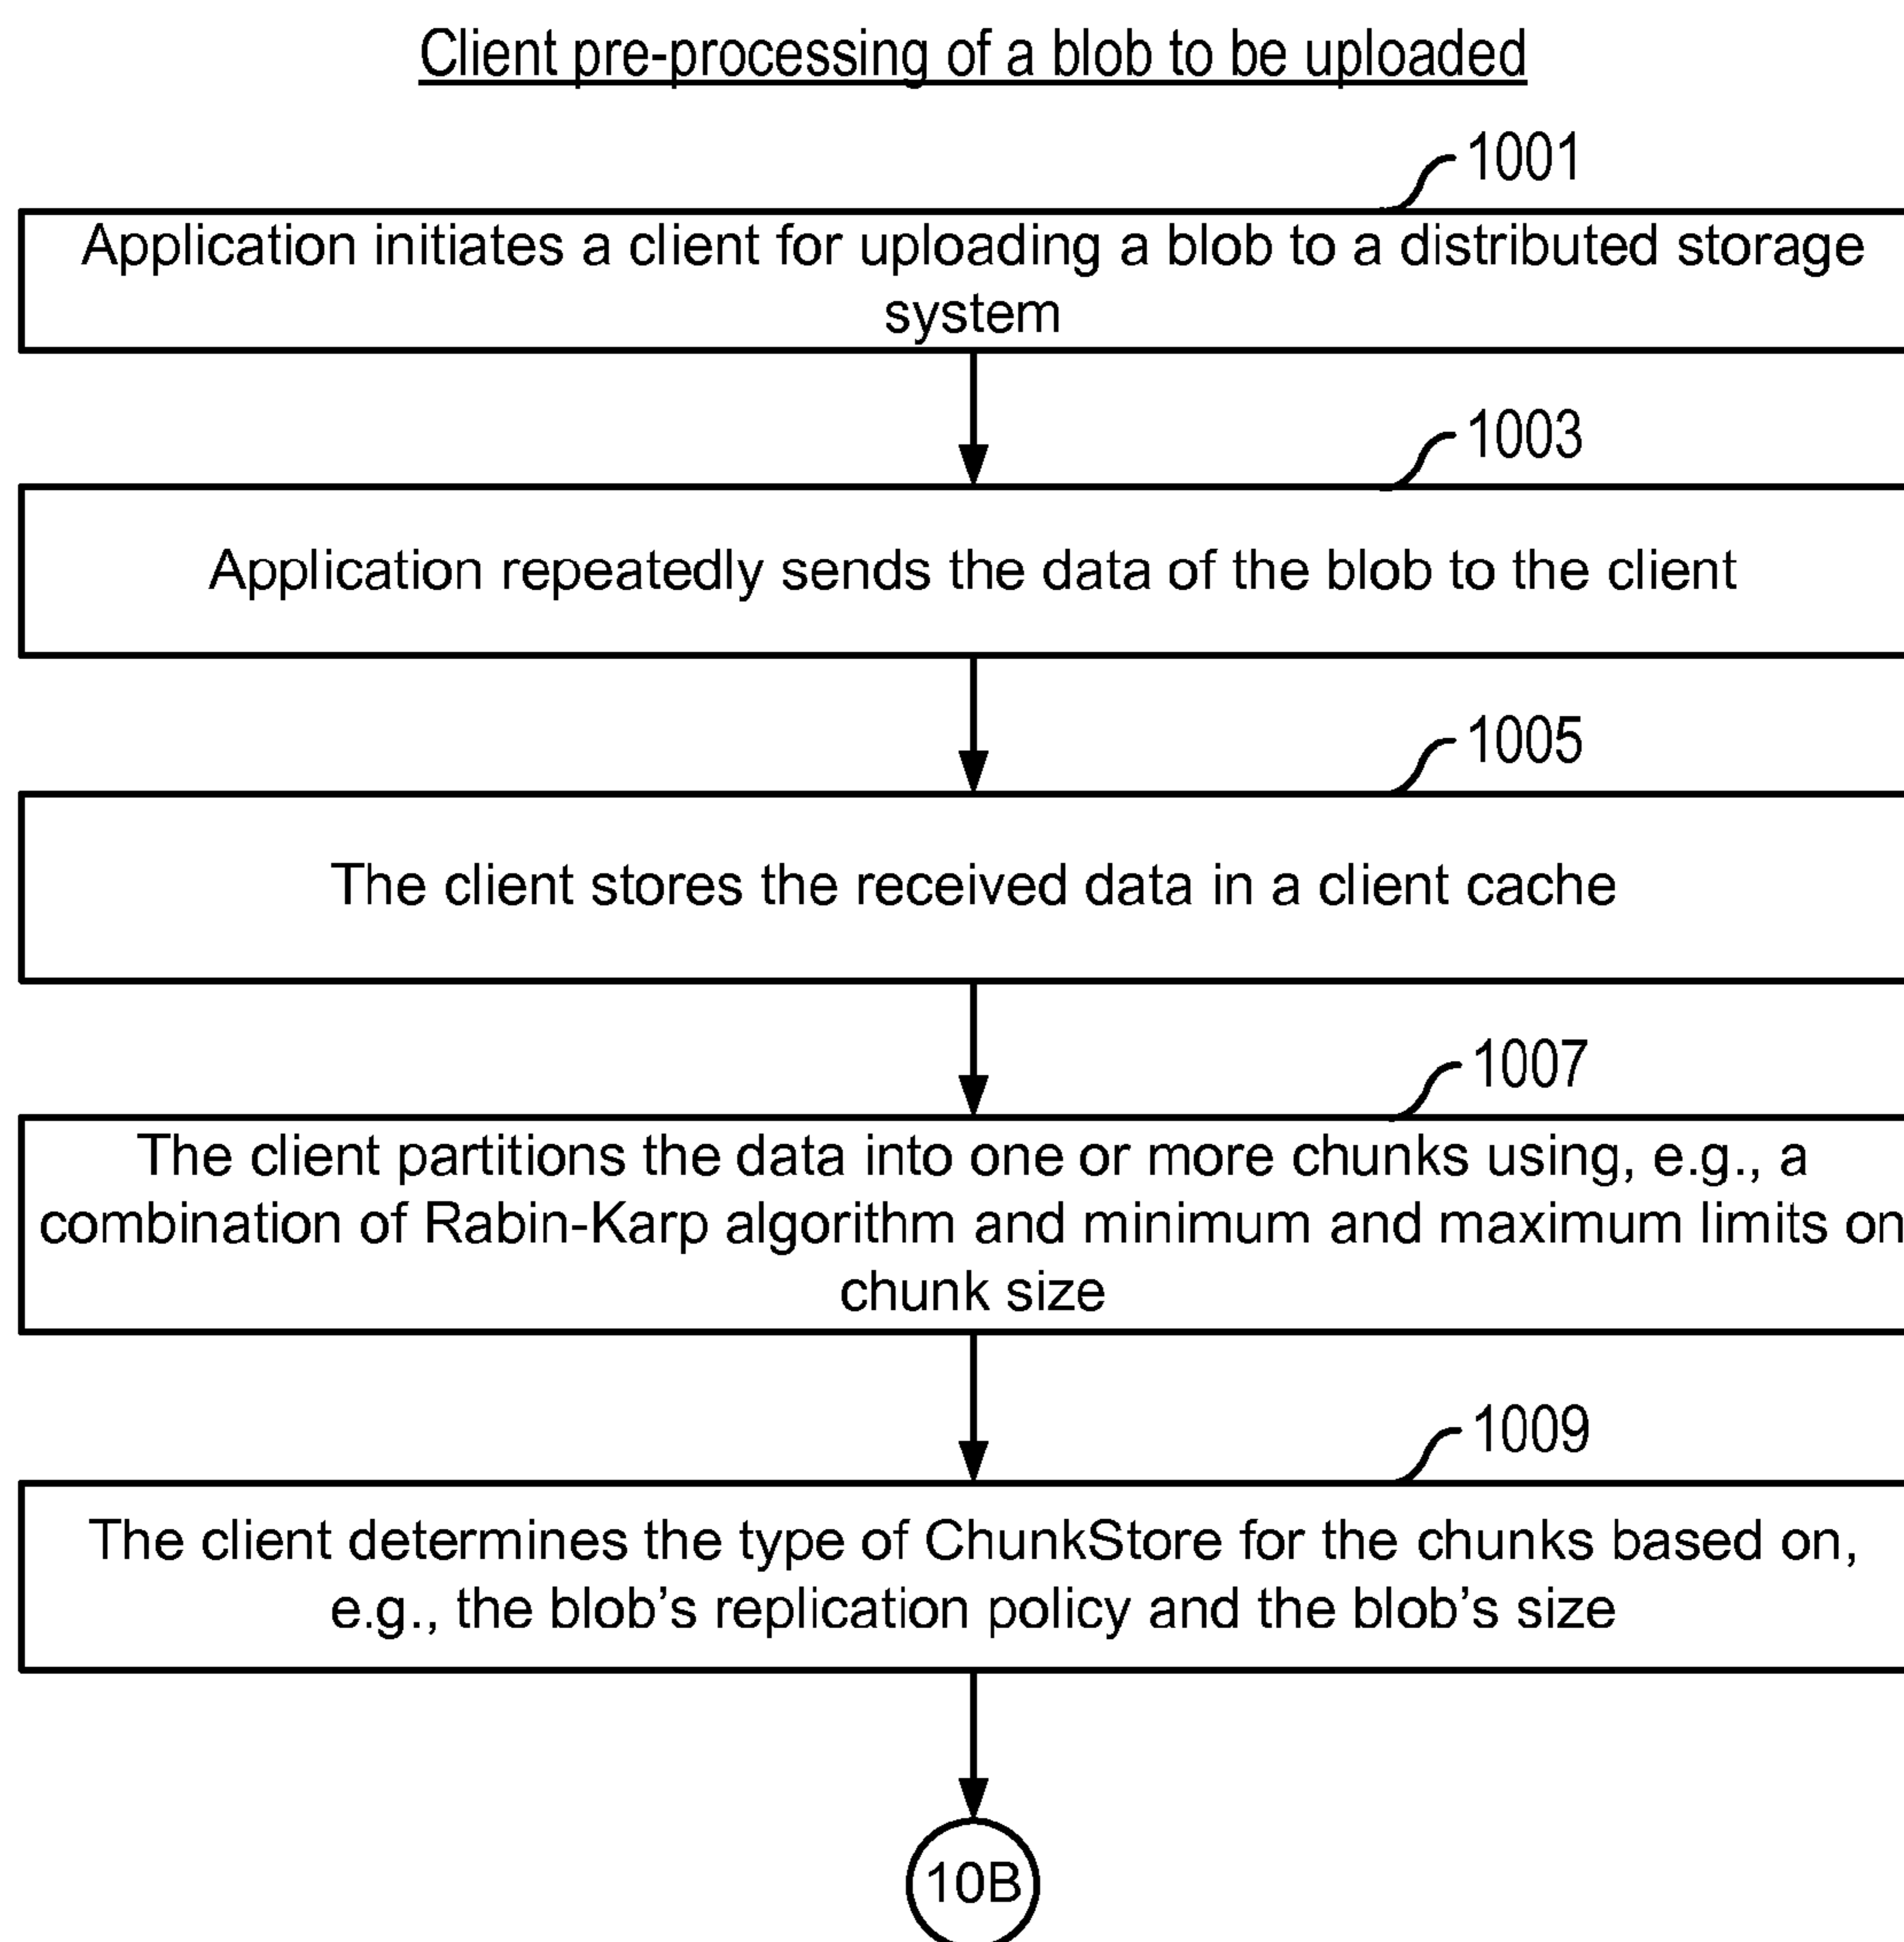 Client pre-processing of a blob to be uploaded
1001
Application initiates a client for uploading a blob to a distributed storage
system
1003
Application repeatedly sends the data of the blob to the client
1005
The client stores the received data in a client cache
1007
The client partitions the data into one or more chunks using, e.g., a
combination of Rabin-Karp algorithm and minimum and maximum limits on
chunk size
1009
The client determines the type of ChunkStore for the chunks based on,
e.g., the blob's replication policy and the blob's size
10B